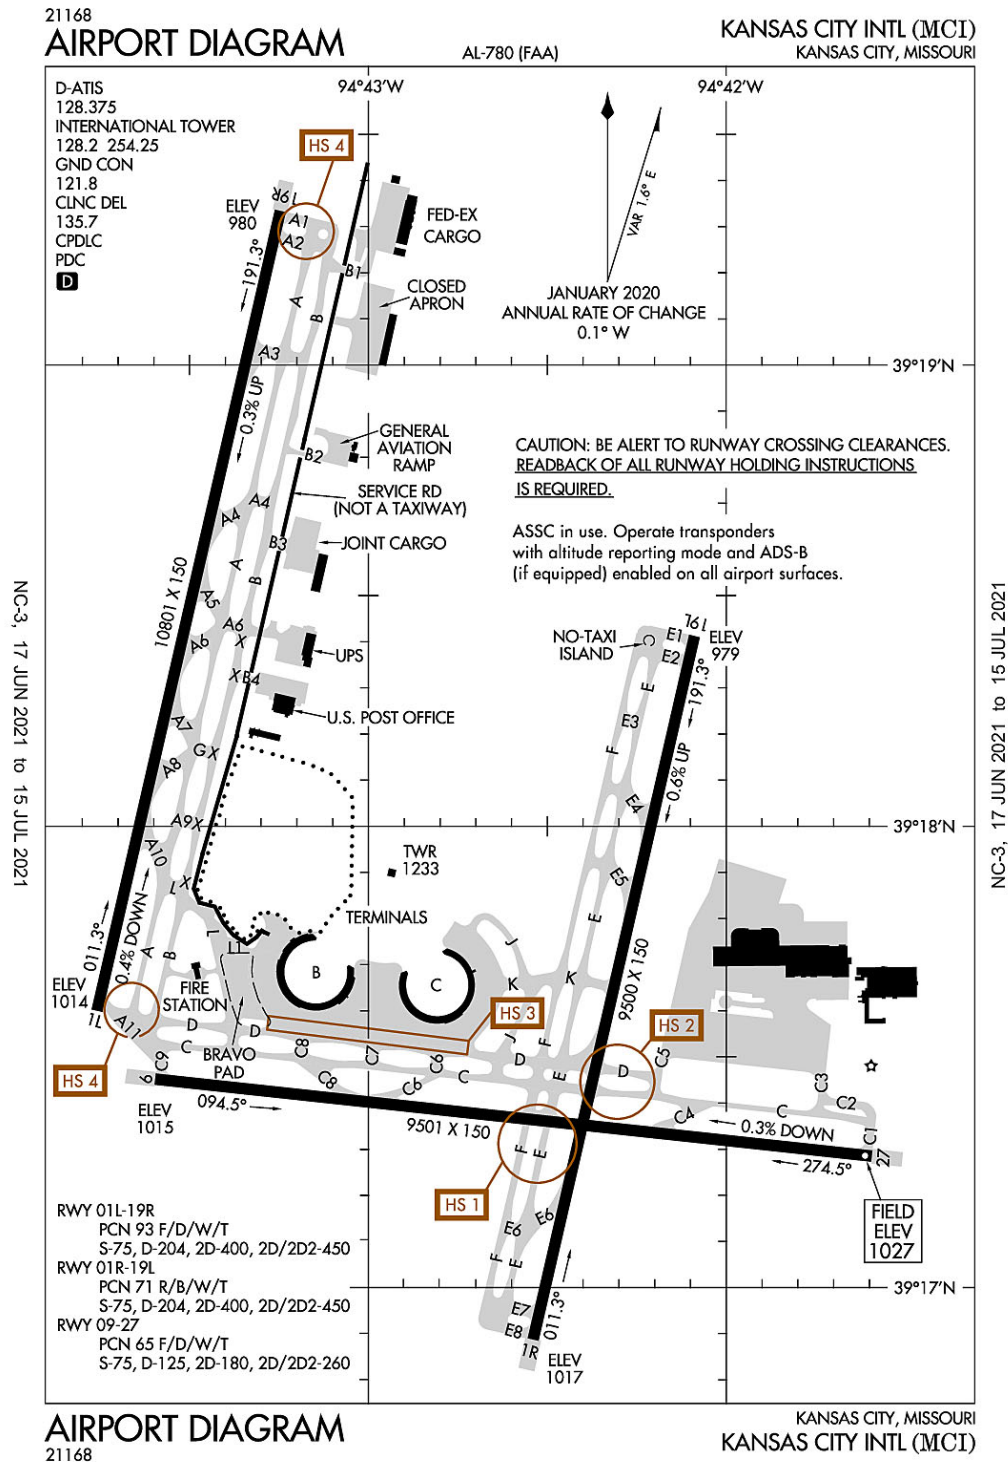 21168
AIRPORT DIAGRAM
AL-780 (FAA)
KANSAS CITY INTL (MCI)
KANSAS CITY, MISSOURI
94°43'W
94°42'W
D-ATIS
128.375
INTERNATIONAL TOWER
128.2 254.25
GND CON
121.8
CLNC DEL
135.7
CPDLC
PDC
D
HS 4
19R
ELEV
980
A1
A2
191.3°
FED-EX
CARGO
B1
CLOSED
APRON
A
B
A3
0.3% UP
VAR 1.6° E
JANUARY 2020
ANNUAL RATE OF CHANGE
0.1° W
39°19'N
GENERAL
AVIATION
RAMP
B2
SERVICE RD
(NOT A TAXIWAY)
A4
A4
B3
JOINT CARGO
A
B
10801 X 150
A5
A6
A6
X
UPS
X
B4
U.S. POST OFFICE
A7
G
X
A8
A9
X
A10
L
X
CAUTION: BE ALERT TO RUNWAY CROSSING CLEARANCES.
READBACK OF ALL RUNWAY HOLDING INSTRUCTIONS
IS REQUIRED.
ASSC in use. Operate transponders
with altitude reporting mode and ADS-B
(if equipped) enabled on all airport surfaces.
NC-3, 17 JUN 2021 to 15 JUL 2021
NC-3, 17 JUN 2021 to 15 JUL 2021
NO-TAXI
ISLAND
C
E1
E2
19L
ELEV
979
191.3°
E
E3
F
0.6% UP
E4
39°18'N
E5
E
9500 X 150
TWR
1233
TERMINALS
B
C
J
K
K
011.3°
0.4% DOWN
A
B
L
L1
FIRE
STATION
ELEV
1014
1L
A11
HS 4
D
D
C
BRAVO
PAD
C9
C8
C8
C7
C6
C6
C
HS 3
J
D
F
E
HS 2
D
C5
C4
C
C3
C2
C1
9
ELEV
1015
094.5°
9501 X 150
0.3% DOWN
274.5°
27
FIELD
ELEV
1027
HS 1
F
E
E6
E6
F
E
E7
E8
1R
011.3°
ELEV
1017
39°17'N
RWY 01L-19R
PCN 93 F/D/W/T
S-75, D-204, 2D-400, 2D/2D2-450
RWY 01R-19L
PCN 71 R/B/W/T
S-75, D-204, 2D-400, 2D/2D2-450
RWY 09-27
PCN 65 F/D/W/T
S-75, D-125, 2D-180, 2D/2D2-260
AIRPORT DIAGRAM
21168
KANSAS CITY, MISSOURI
KANSAS CITY INTL (MCI)